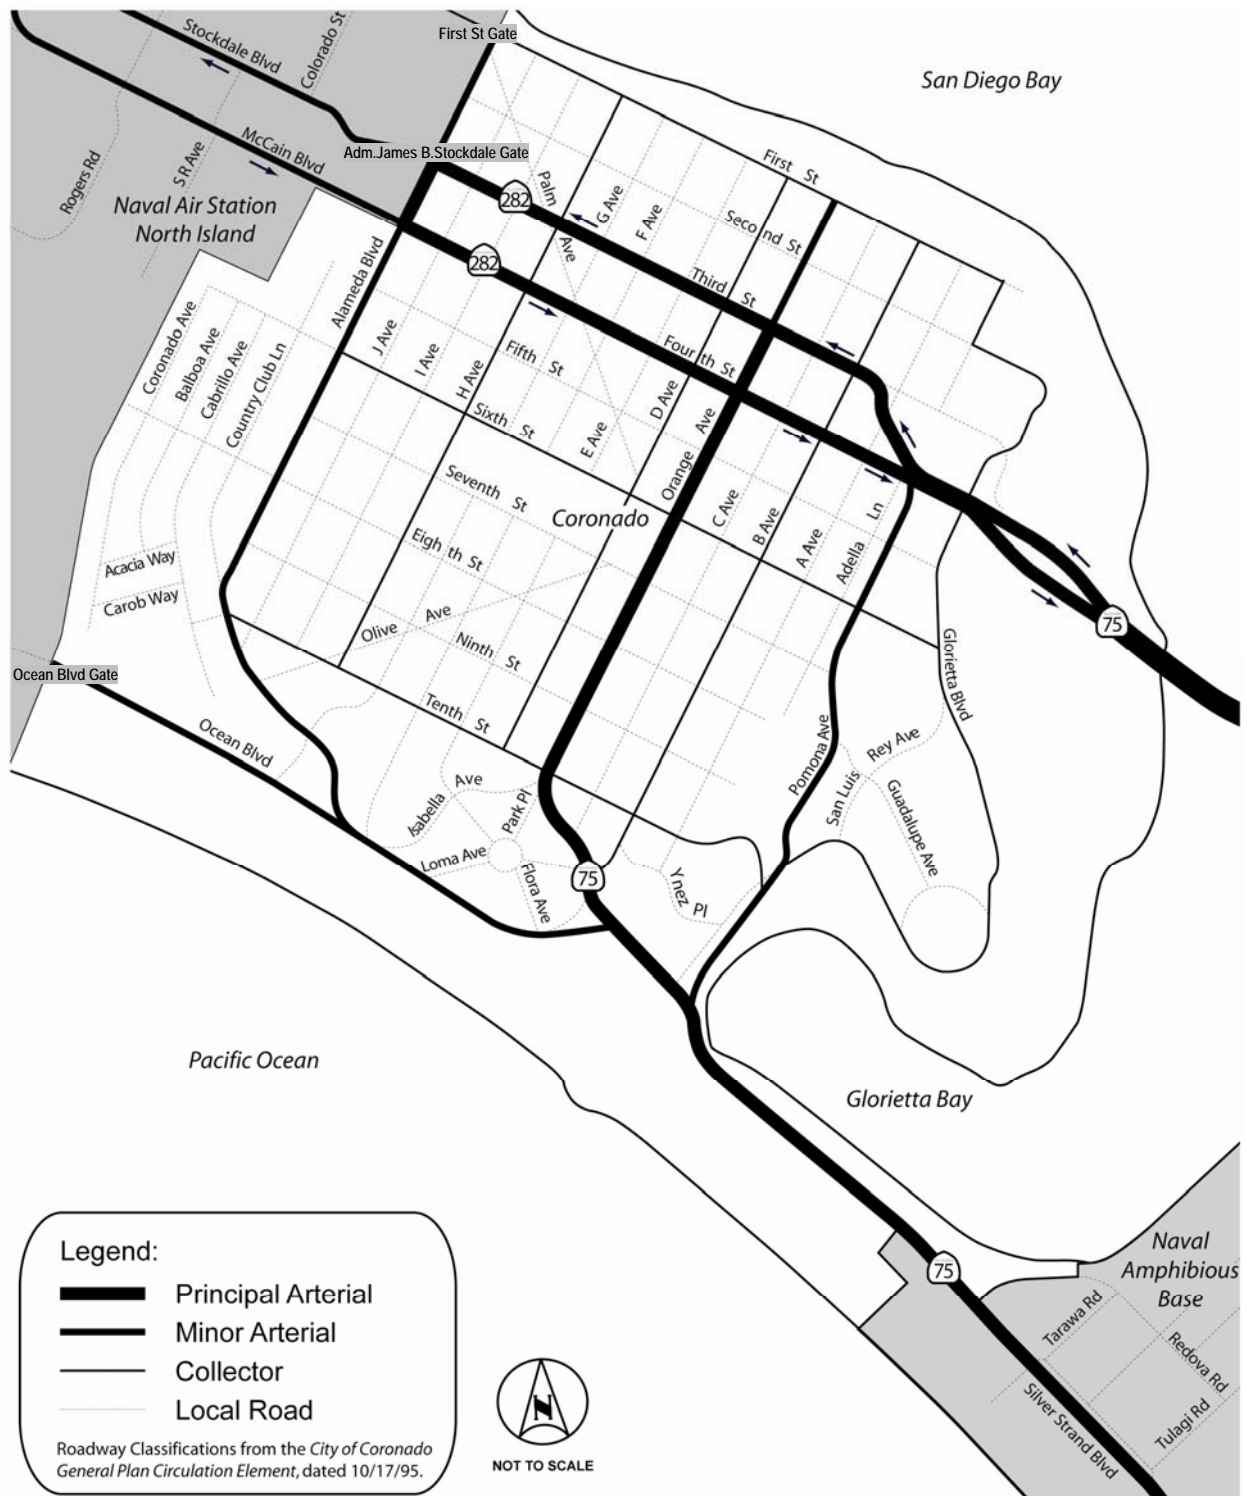 First St Gate
Stockdale Blvd
Colorado St
San Diego Bay
McCain Blvd
Adm.James B.Stockdale Gate
First St
Rogers Rd
S R Ave
Palm Ave
282
G Ave
F Ave
Second St
Naval Air Station
North Island
282
Third St
Alameda Blvd
Coronado Ave
Balboa Ave
Cabrillo Ave
Country Club Ln
J Ave
I Ave
H Ave
Fifth St
Fourth St
Sixth St
E Ave
D Ave
Orange Ave
Seventh St
Coronado
C Ave
B Ave
A Ave
Adella Ln
Eighth St
Acacia Way
Carob Way
Olive Ave
Ninth St
75
Glorietta Blvd
Ocean Blvd Gate
Tenth St
Ocean Blvd
Pomona Ave
San Luis Rey Ave
Guadalupe Ave
Isabella Ave
Park Pl
Loma Ave
Flora Ave
75
Ynez Pl
Pacific Ocean
Glorietta Bay
75
Naval
Amphibious
Base
Tarawa Rd
Redova Rd
Tulagi Rd
Silver Strand Blvd
Legend:
Principal Arterial
Minor Arterial
Collector
Local Road
Roadway Classifications from the City of Coronado
General Plan Circulation Element, dated 10/17/95.
N
NOT TO SCALE